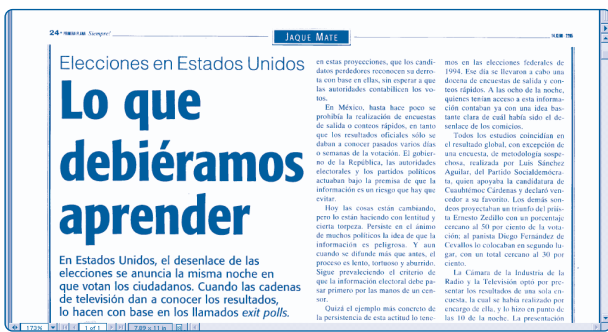 24 - PRIMERA PLANA Siempre!
JAQUE MATE
Elecciones en Estados Unidos
Lo que
debiéramos
aprender
En Estados Unidos, el desenlace de las
elecciones se anuncia la misma noche en
que votan los ciudadanos. Cuando las cadenas
de televisión dan a conocer los resultados,
lo hacen con base en los llamados exit polls.
en estas proyecciones, que los candi-
datos perdedores reconocen su derro-
ta con base en ellas, sin esperar a que
las autoridades contabilicen los vo-
tos.
En México, hasta hace poco se
prohibía la realización de encuestas
de salida o conteos rápidos, en tanto
que los resultados oficiales sólo se
daban a conocer pasados varios días
o semanas de la votación. El gobier-
no de la República, las autoridades
electorales y los partidos políticos
actuaban bajo la premisa de que la
información es un riesgo que hay que
evitar.
Hoy las cosas están cambiando,
pero lo están haciendo con lentitud y
cierta torpeza. Persiste en el ánimo
de muchos políticos la idea de que la
información es peligrosa. Y aun
cuando se difunde más que antes, el
proceso es lento, tortuoso y aburrido.
Sigue prevaleciendo el criterio de
que la información electoral debe pa-
sar primero por las manos de un cen-
sor.
Quizá el ejemplo más concreto de
la persistencia de esta actitud lo tene-
mos en las elecciones federales de
1994. Ese día se llevaron a cabo una
docena de encuestas de salida y con-
teos rápidos. A las ocho de la noche,
quienes tenían acceso a esta informa-
ción contaban ya con una idea bas-
tante clara de cuál había sido el de-
senlace de los comicios.
Todos los estudios coincidían en
el resultado global, con excepción de
una encuesta, de metodología sospe-
chosa, realizada por Luis Sánchez
Aguilar, del Partido Socialdemócra-
ta, quien apoyaba la candidatura de
Cuauhtémoc Cárdenas y declaró ven-
cedor a su favorito. Los demás son-
deos proyectaban un triunfo del priís-
ta Ernesto Zedillo con un porcentaje
cercano al 50 por ciento de la vota-
ción; al panista Diego Fernández de
Cevallos lo colocaban en segundo lu-
gar, con un total cercano al 30 por
ciento.
La Cámara de la Industria de la
Radio y la Televisión optó por pre-
sentar los resultados de una sola en-
cuesta, la cual se había realizado por
encargo de ella, y lo hizo en punto de
las 10 de la noche. La presentación
173%
1 of 1
7.89 x 11 in